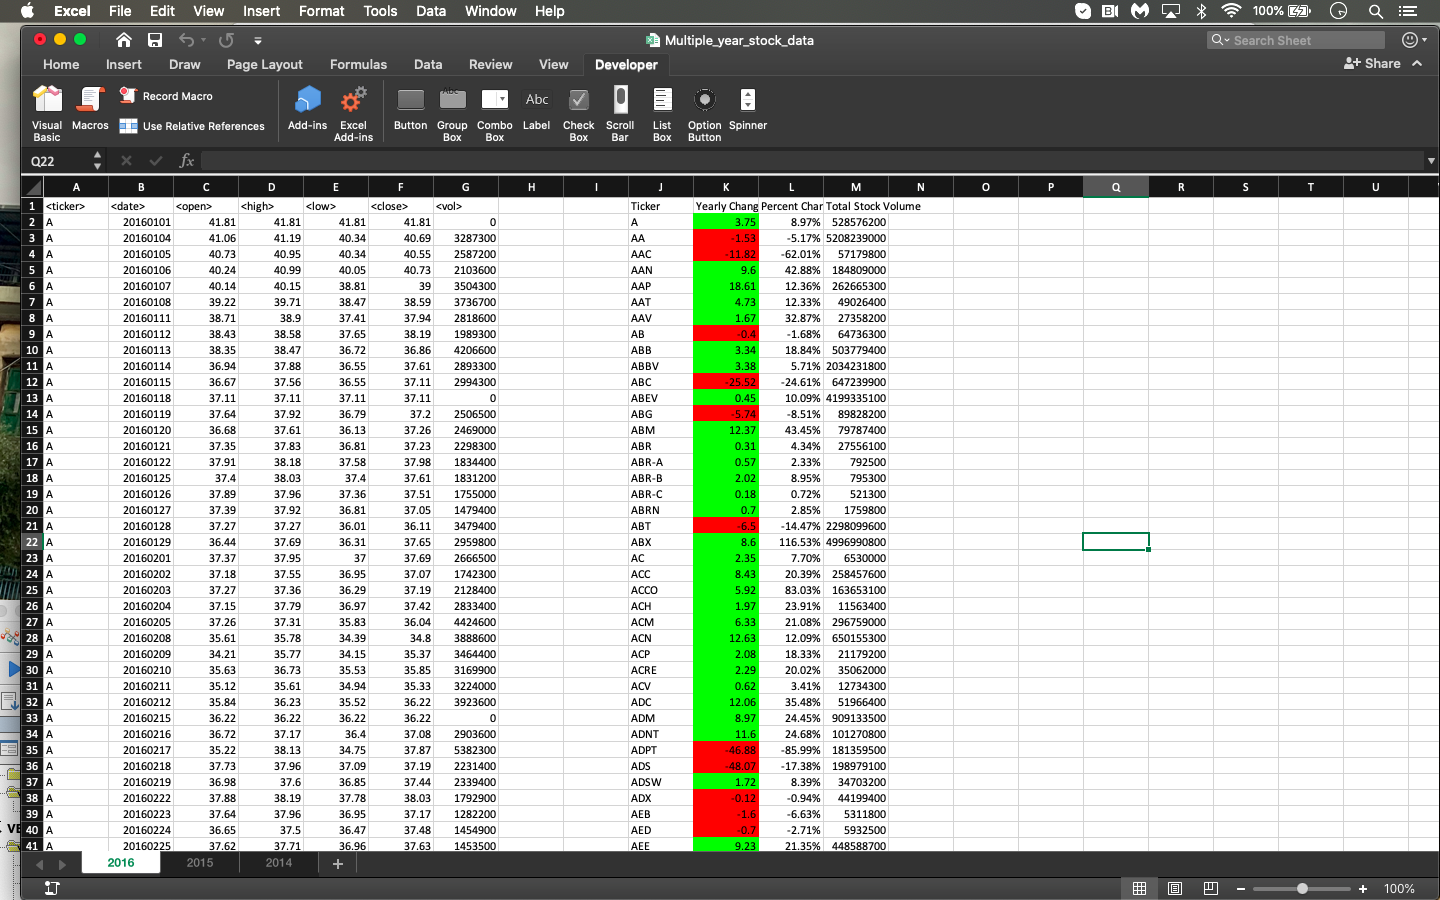 Excel File Edit View Insert Format Tools Data Window Help 100%
Multiple_year_stock_data
Search Sheet
Home Insert Draw Page Layout Formulas Data Review View Developer Share
Visual Basic Macros Record Macro Use Relative References Add-ins Excel Add-ins Button Group Box Combo Box Abc Label Check Box Scroll Bar List Box Option Button Spinner
Q22 fx
A B C D E F G H I J K L M N O P Q R S T U
1 <ticker> <date> <open> <high> <low> <close> <vol> Ticker Yearly Chang Percent Char Total Stock Volume
2 A 20160101 41.81 41.81 41.81 41.81 0 A 3.75 8.97% 528576200
3 A 20160104 41.06 41.19 40.34 40.69 3287300 AA -1.53 -5.17% 5208239000
4 A 20160105 40.73 40.95 40.34 40.55 2587200 AAC -11.82 -62.01% 57179800
5 A 20160106 40.24 40.99 40.05 40.73 2103600 AAN 9.6 42.88% 184809000
6 A 20160107 40.14 40.15 38.81 39 3504300 AAP 18.61 12.36% 262665300
7 A 20160108 39.22 39.71 38.47 38.59 3736700 AAT 4.73 12.33% 49026400
8 A 20160111 38.71 38.9 37.41 37.94 2818600 AAV 1.67 32.87% 27358200
9 A 20160112 38.43 38.58 37.65 38.19 1989300 AB -0.4 -1.68% 64736300
10 A 20160113 38.35 38.47 36.72 36.86 4206600 ABB 3.34 18.84% 503779400
11 A 20160114 36.94 37.88 36.55 37.61 2893300 ABBV 3.38 5.71% 2034231800
12 A 20160115 36.67 37.56 36.55 37.11 2994300 ABC -25.52 -24.61% 647239900
13 A 20160118 37.11 37.11 37.11 37.11 0 ABEV 0.45 10.09% 4199335100
14 A 20160119 37.64 37.92 36.79 37.2 2506500 ABG -5.74 -8.51% 89828200
15 A 20160120 36.68 37.61 36.13 37.26 2469000 ABM 12.37 43.45% 79787400
16 A 20160121 37.35 37.83 36.81 37.23 2298300 ABR 0.31 4.34% 27556100
17 A 20160122 37.91 38.18 37.58 37.98 1834400 ABR-A 0.57 2.33% 792500
18 A 20160125 37.4 38.03 37.4 37.61 1831200 ABR-B 2.02 8.95% 795300
19 A 20160126 37.89 37.96 37.36 37.51 1755000 ABR-C 0.18 0.72% 521300
20 A 20160127 37.39 37.92 36.81 37.05 1479400 ABRN 0.7 2.85% 1759800
21 A 20160128 37.27 37.27 36.01 36.11 3479400 ABT -6.5 -14.47% 2298099600
22 A 20160129 36.44 37.69 36.31 37.65 2959800 ABX 8.6 116.53% 4996990800
23 A 20160201 37.37 37.95 37 37.69 2666500 AC 2.35 7.70% 6530000
24 A 20160202 37.18 37.55 36.95 37.07 1742300 ACC 8.43 20.39% 258457600
25 A 20160203 37.27 37.36 36.29 37.19 2128400 ACCO 5.92 83.03% 163653100
26 A 20160204 37.15 37.79 36.97 37.42 2833400 ACH 1.97 23.91% 11563400
27 A 20160205 37.26 37.31 35.83 36.04 4424600 ACM 6.33 21.08% 296759000
28 A 20160208 35.61 35.78 34.39 34.8 3888600 ACN 12.63 12.09% 650155300
29 A 20160209 34.21 35.77 34.15 35.37 3464400 ACP 2.08 18.33% 21179200
30 A 20160210 35.63 36.73 35.53 35.85 3169900 ACRE 2.29 20.02% 35062000
31 A 20160211 35.12 35.61 34.94 35.33 3224000 ACV 0.62 3.41% 12734300
32 A 20160212 35.84 36.23 35.52 36.22 3923600 ADC 12.06 35.48% 51966400
33 A 20160215 36.22 36.22 36.22 36.22 0 ADM 8.97 24.45% 909133500
34 A 20160216 36.72 37.17 36.4 37.08 2903600 ADNT 11.6 24.68% 101270800
35 A 20160217 35.22 38.13 34.75 37.87 5382300 ADPT -46.88 -85.99% 181359500
36 A 20160218 37.73 37.96 37.09 37.19 2231400 ADS -48.07 -17.38% 198979100
37 A 20160219 36.98 37.6 36.85 37.44 2339400 ADSW 1.72 8.39% 34703200
38 A 20160222 37.88 38.19 37.78 38.03 1792900 ADX -0.12 -0.94% 44199400
39 A 20160223 37.64 37.96 36.95 37.17 1282200 AEB -1.6 -6.63% 5311800
40 A 20160224 36.65 37.5 36.47 37.48 1454900 AED -0.7 -2.71% 5932500
41 A 20160225 37.62 37.71 36.96 37.63 1453500 AEE 9.23 21.35% 448588700
2016 2015 2014 +
100%